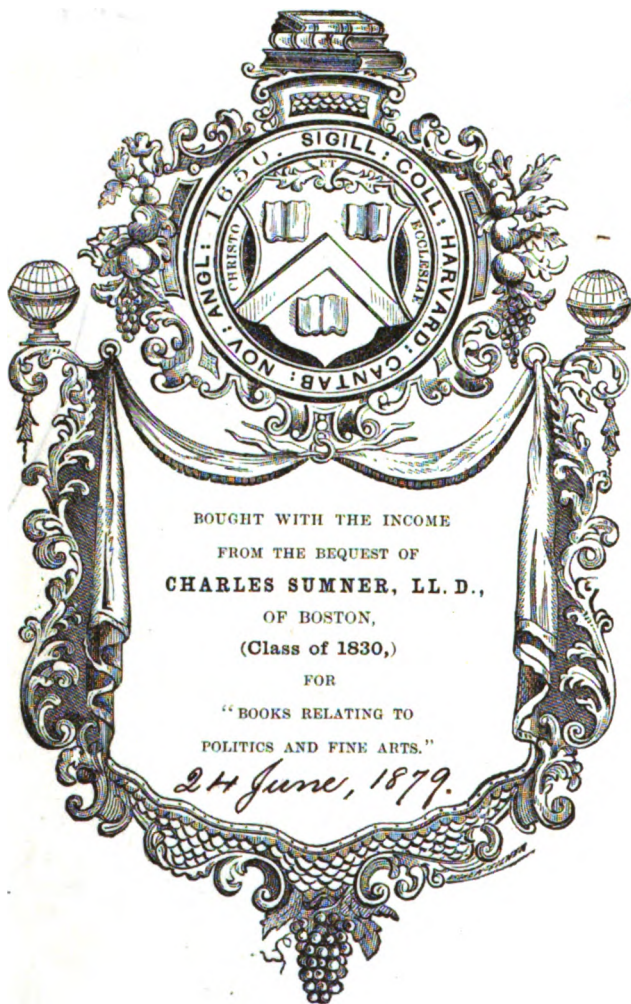 SIGILL: COLL: HARVARD: CANTAB: NOV: ANGL: 1650.
ET
CHRISTO
ECCLESIAE
BOUGHT WITH THE INCOME
FROM THE BEQUEST OF
CHARLES SUMNER, LL. D.,
OF BOSTON,
(Class of 1830,)
FOR
"BOOKS RELATING TO
POLITICS AND FINE ARTS."
24 June, 1879.